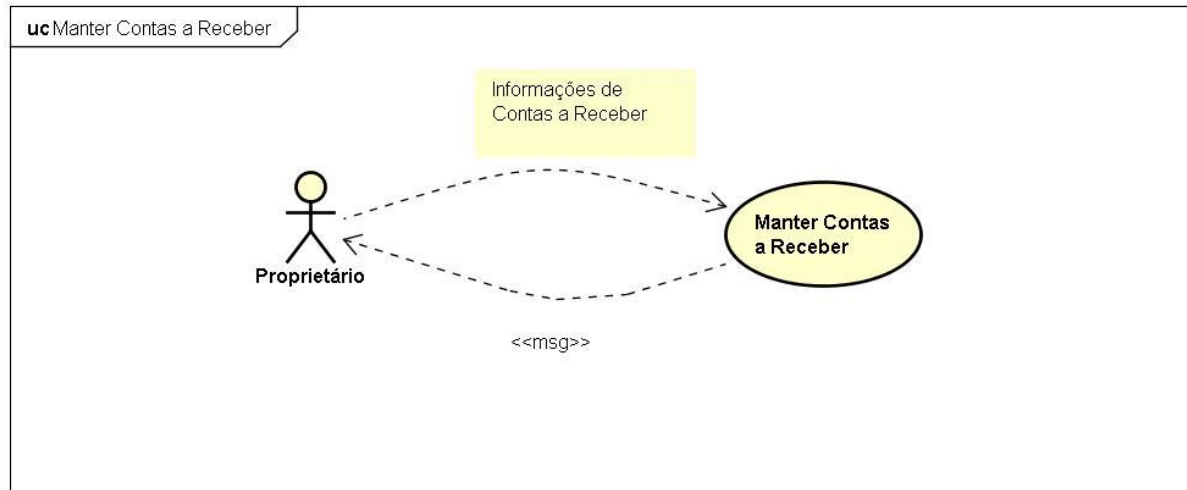 uc Manter Contas a Receber
Informações de
Contas a Receber
Manter Contas
a Receber
Proprietário
<<msg>>